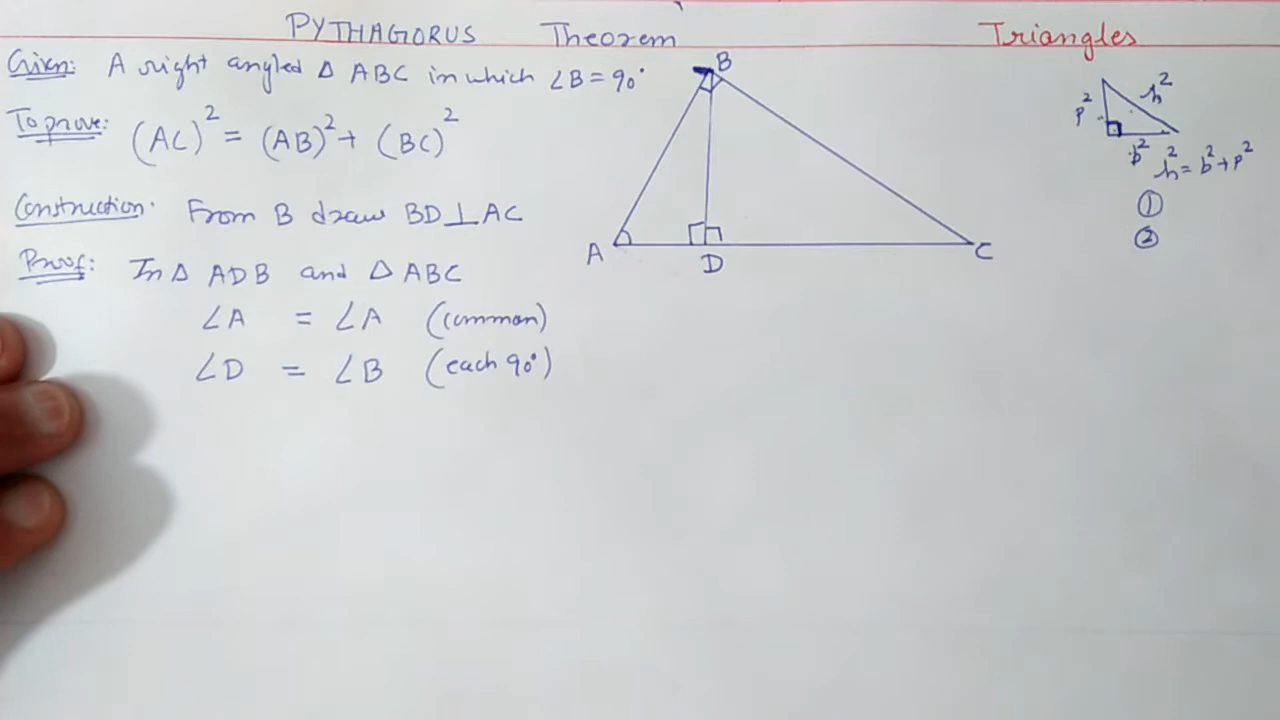 PYTHAGORUS Theorem
Triangles
Given: A right angled △ ABC in which ∠B = 90°
To prove: (AC)² = (AB)² + (BC)²
Construction: From B draw BD⊥AC
Proof: In △ ADB and △ ABC
∠A = ∠A (common)
∠D = ∠B (each 90°)
B
A
D
C
p²
h²
b²
h² = b² + p²
①
②